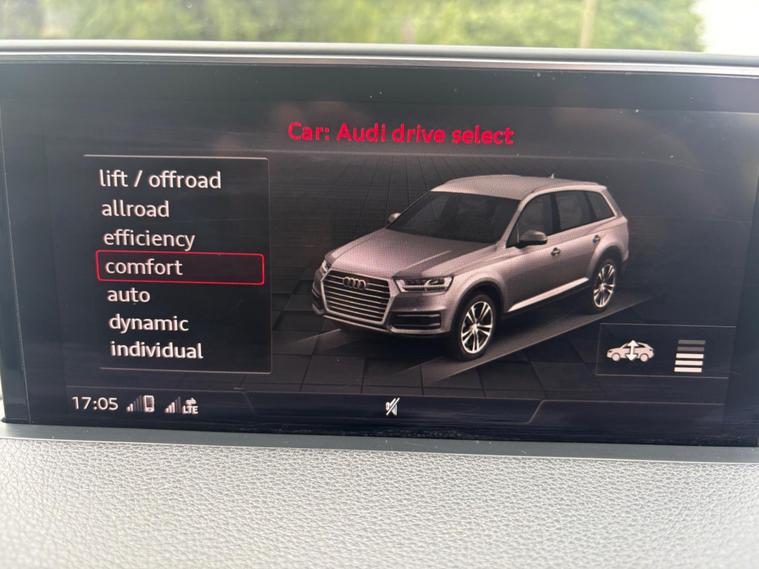 Car: Audi drive select
lift / offroad
allroad
efficiency
comfort
auto
dynamic
individual
17:05 LTE